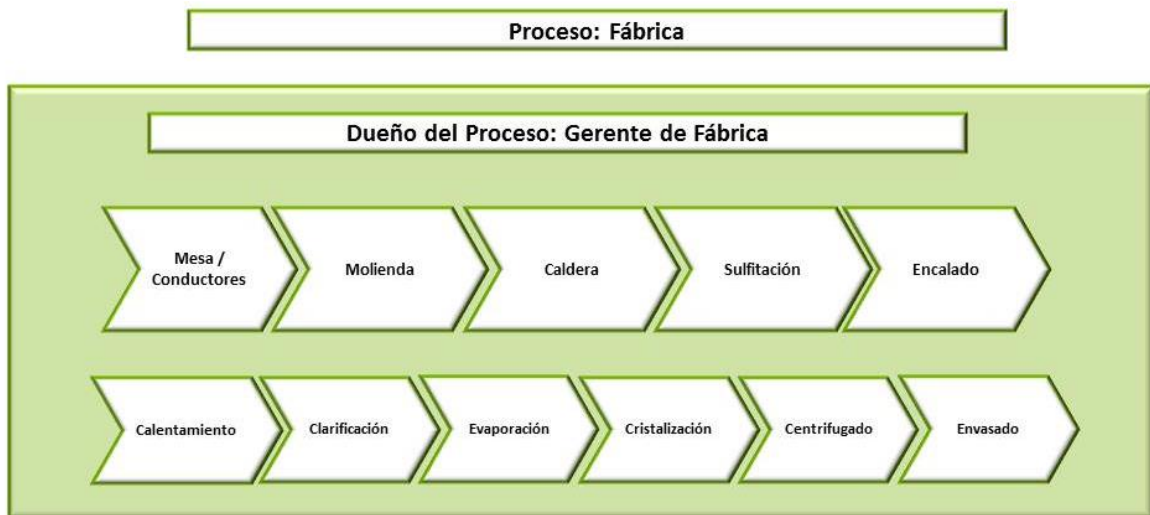 Proceso: Fábrica
Dueño del Proceso: Gerente de Fábrica
Mesa /
Conductores
Molienda
Caldera
Sulfitación
Encalado
Calentamiento
Clarificación
Evaporación
Cristalización
Centrifugado
Envasado